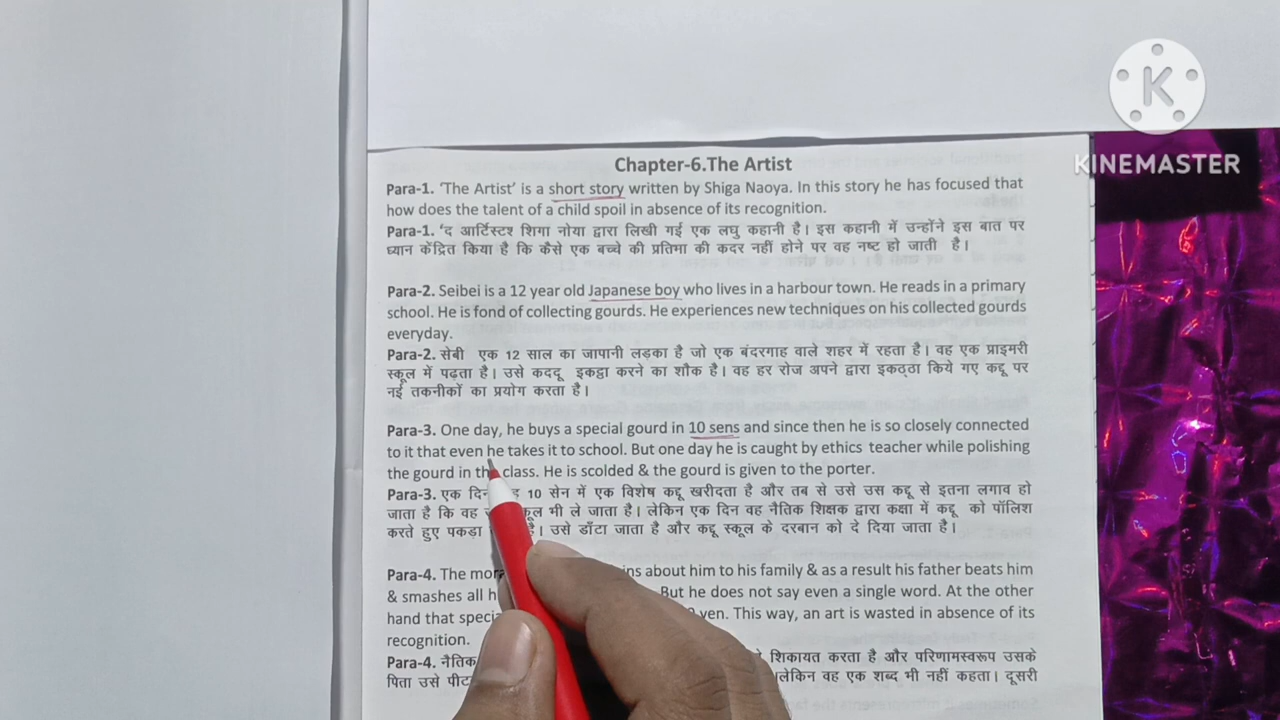 K
KINEMASTER
Chapter-6.The Artist
Para-1. 'The Artist' is a short story written by Shiga Naoya. In this story he has focused that
how does the talent of a child spoil in absence of its recognition.
Para-1. 'द आर्टिस्टश शिगा नोया द्वारा लिखी गई एक लघु कहानी है। इस कहानी में उन्होंने इस बात पर
ध्यान केंद्रित किया है कि कैसे एक बच्चे की प्रतिमा की कदर नहीं होने पर वह नष्ट हो जाती है।
Para-2. Seibei is a 12 year old Japanese boy who lives in a harbour town. He reads in a primary
school. He is fond of collecting gourds. He experiences new techniques on his collected gourds
everyday.
Para-2. सेबी एक 12 साल का जापानी लड़का है जो एक बंदरगाह वाले शहर में रहता है। वह एक प्राइमरी
स्कूल में पढ़ता है। उसे कददू इकट्ठा करने का शौक है। वह हर रोज अपने द्वारा इकठ्ठा किये गए कद्दू पर
नई तकनीकों का प्रयोग करता है।
Para-3. One day, he buys a special gourd in 10 sens and since then he is so closely connected
to it that even he takes it to school. But one day he is caught by ethics teacher while polishing
the gourd in the class. He is scolded & the gourd is given to the porter.
Para-3. एक दिन 10 सेन में एक विशेष कद्दू खरीदता है और तब से उसे उस कद्दू से इतना लगाव हो
जाता है कि वह भी ले जाता है। लेकिन एक दिन वह नैतिक शिक्षक द्वारा कक्षा में कद्दू को पॉलिश
करते हुए पकड़ा है। उसे डाँटा जाता है और कद्दू स्कूल के दरबान को दे दिया जाता है।
Para-4. The about him to his family & as a result his father beats him
& smashes all But he does not say even a single word. At the other
hand that yen. This way, an art is wasted in absence of its
recognition.
Para-4. शिकायत करता है और परिणामस्वरूप उसके
पिता उसे लेकिन वह एक शब्द भी नहीं कहता। दूसरी